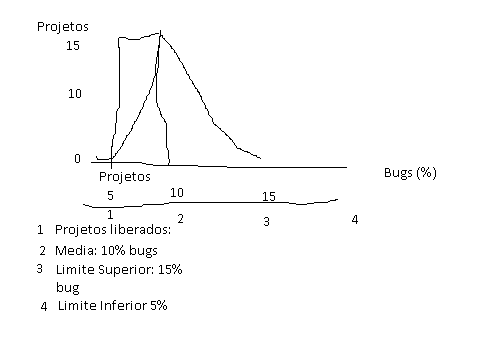 Projetos
15
10
0
Bugs (%)
Projetos
5 10 15
1 2 3 4
1 Projetos liberados:
2 Media: 10% bugs
3 Limite Superior: 15%
bug
4 Limite Inferior 5%